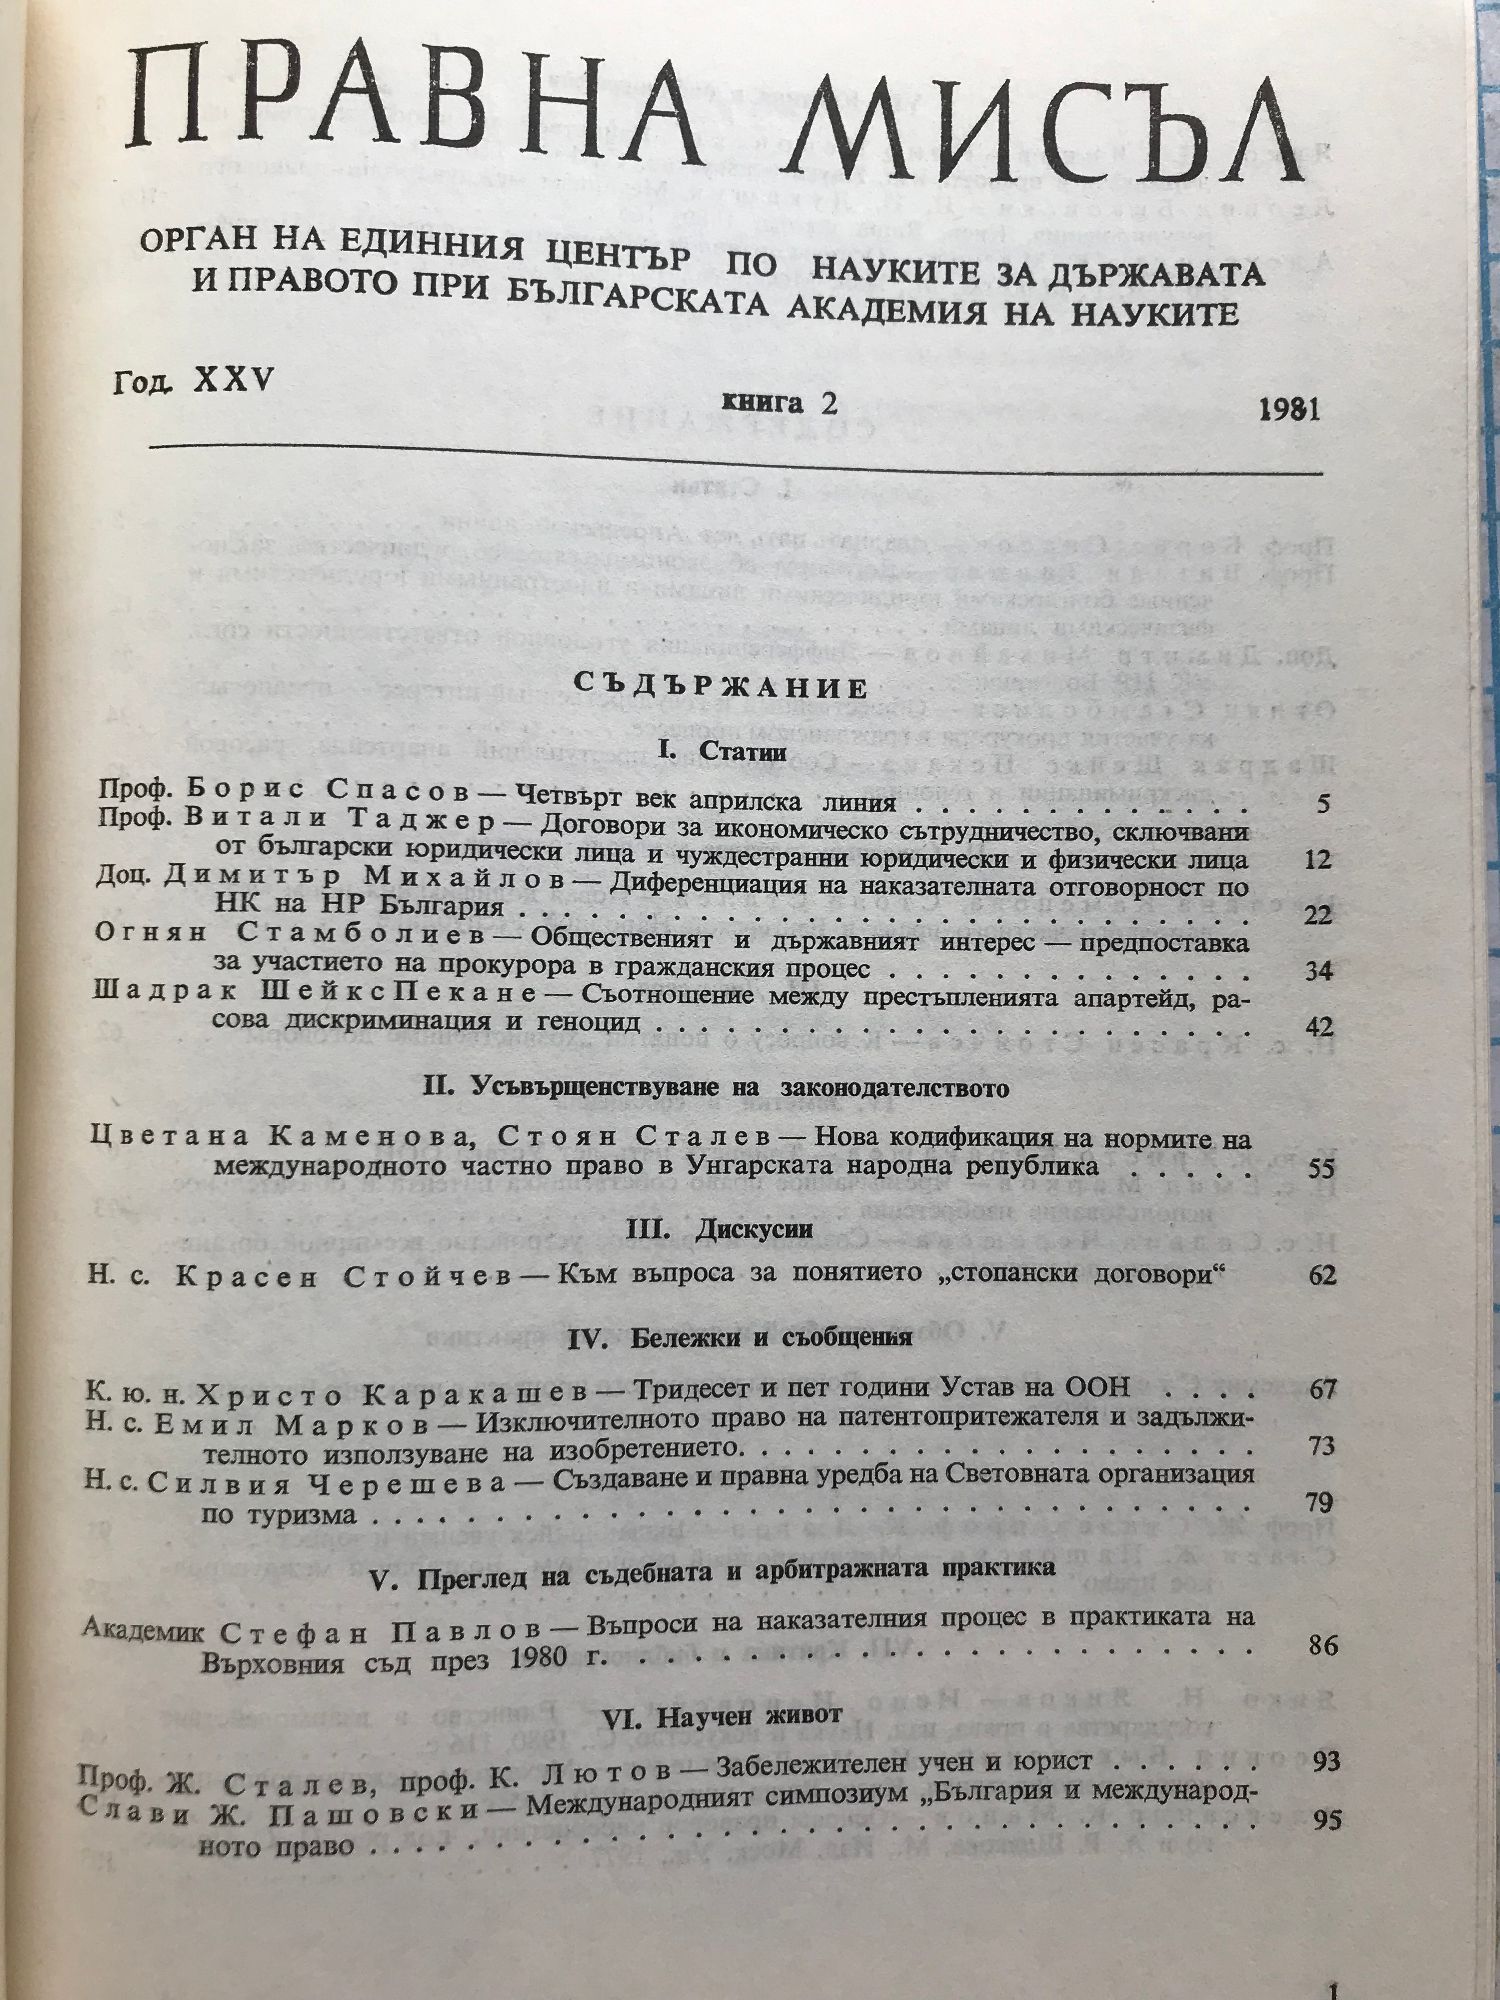 ПРАВНА МИСЪЛ
ОРГАН НА ЕДИННИЯ ЦЕНТЪР ПО НАУКИТЕ ЗА ДЪРЖАВАТА
И ПРАВОТО ПРИ БЪЛГАРСКАТА АКАДЕМИЯ НА НАУКИТЕ
Год. XXV книга 2 1981
СЪДЪРЖАНИЕ
I. Статии
Проф. Борис Спасов — Четвърт век априлска линия . . . . . . . . . . . . . 5
Проф. Витали Таджер — Договори за икономическо сътрудничество, сключвани
от български юридически лица и чуждестранни юридически и физически лица 12
Доц. Димитър Михайлов — Диференциация на наказателната отговорност по
НК на НР България . . . . . . . . . . . . . . . . . . . . . . . . . . . 22
Огнян Стамболиев — Общественият и държавният интерес — предпоставка
за участието на прокурора в гражданския процес . . . . . . . . . . . . . 34
Шадрак ШейксПекане — Съотношение между престъпленията апартейд, ра-
сова дискриминация и геноцид . . . . . . . . . . . . . . . . . . . . . . 42
II. Усъвърщенствуване на законодателството
Цветана Каменова, Стоян Сталев — Нова кодификация на нормите на
международното частно право в Унгарската народна република . . . . . 55
III. Дискусии
Н. с. Красен Стойчев — Към въпроса за понятието „стопански договори“ 62
IV. Бележки и съобщения
К. ю. н. Христо Каракашев — Тридесет и пет години Устав на ООН . . . . 67
Н. с. Емил Марков — Изключителното право на патентопритежателя и задължи-
телното използуване на изобретението. . . . . . . . . . . . . . . . . . . 73
Н. с. Силвия Черешева — Създаване и правна уредба на Световната организация
по туризма . . . . . . . . . . . . . . . . . . . . . . . . . . . . . . . 79
V. Преглед на съдебната и арбитражната практика
Академик Стефан Павлов — Въпроси на наказателния процес в практиката на
Върховния съд през 1980 г. . . . . . . . . . . . . . . . . . . . . . . . 86
VI. Научен живот
Проф. Ж. Сталев, проф. К. Лютов — Забележителен учен и юрист . . . . . . 93
Слави Ж. Пашовски — Международният симпозиум „България и международ-
ното право . . . . . . . . . . . . . . . . . . . . . . . . . . . . . . . 95
1